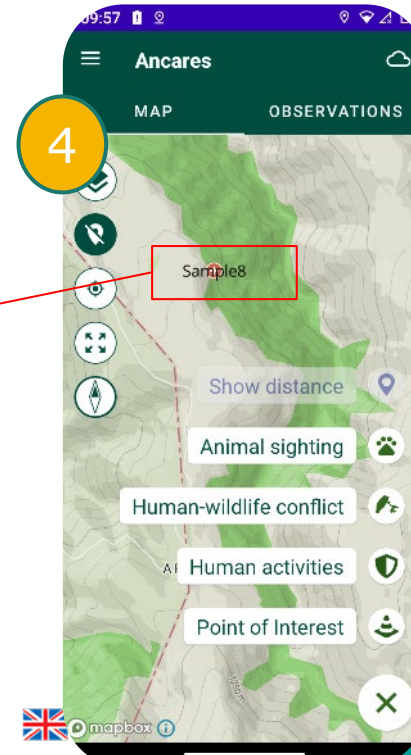 09:57
Ancares
MAP
OBSERVATIONS
4
Sample8
Show distance
Animal sighting
Human-wildlife conflict
Human activities
Point of Interest
mapbox